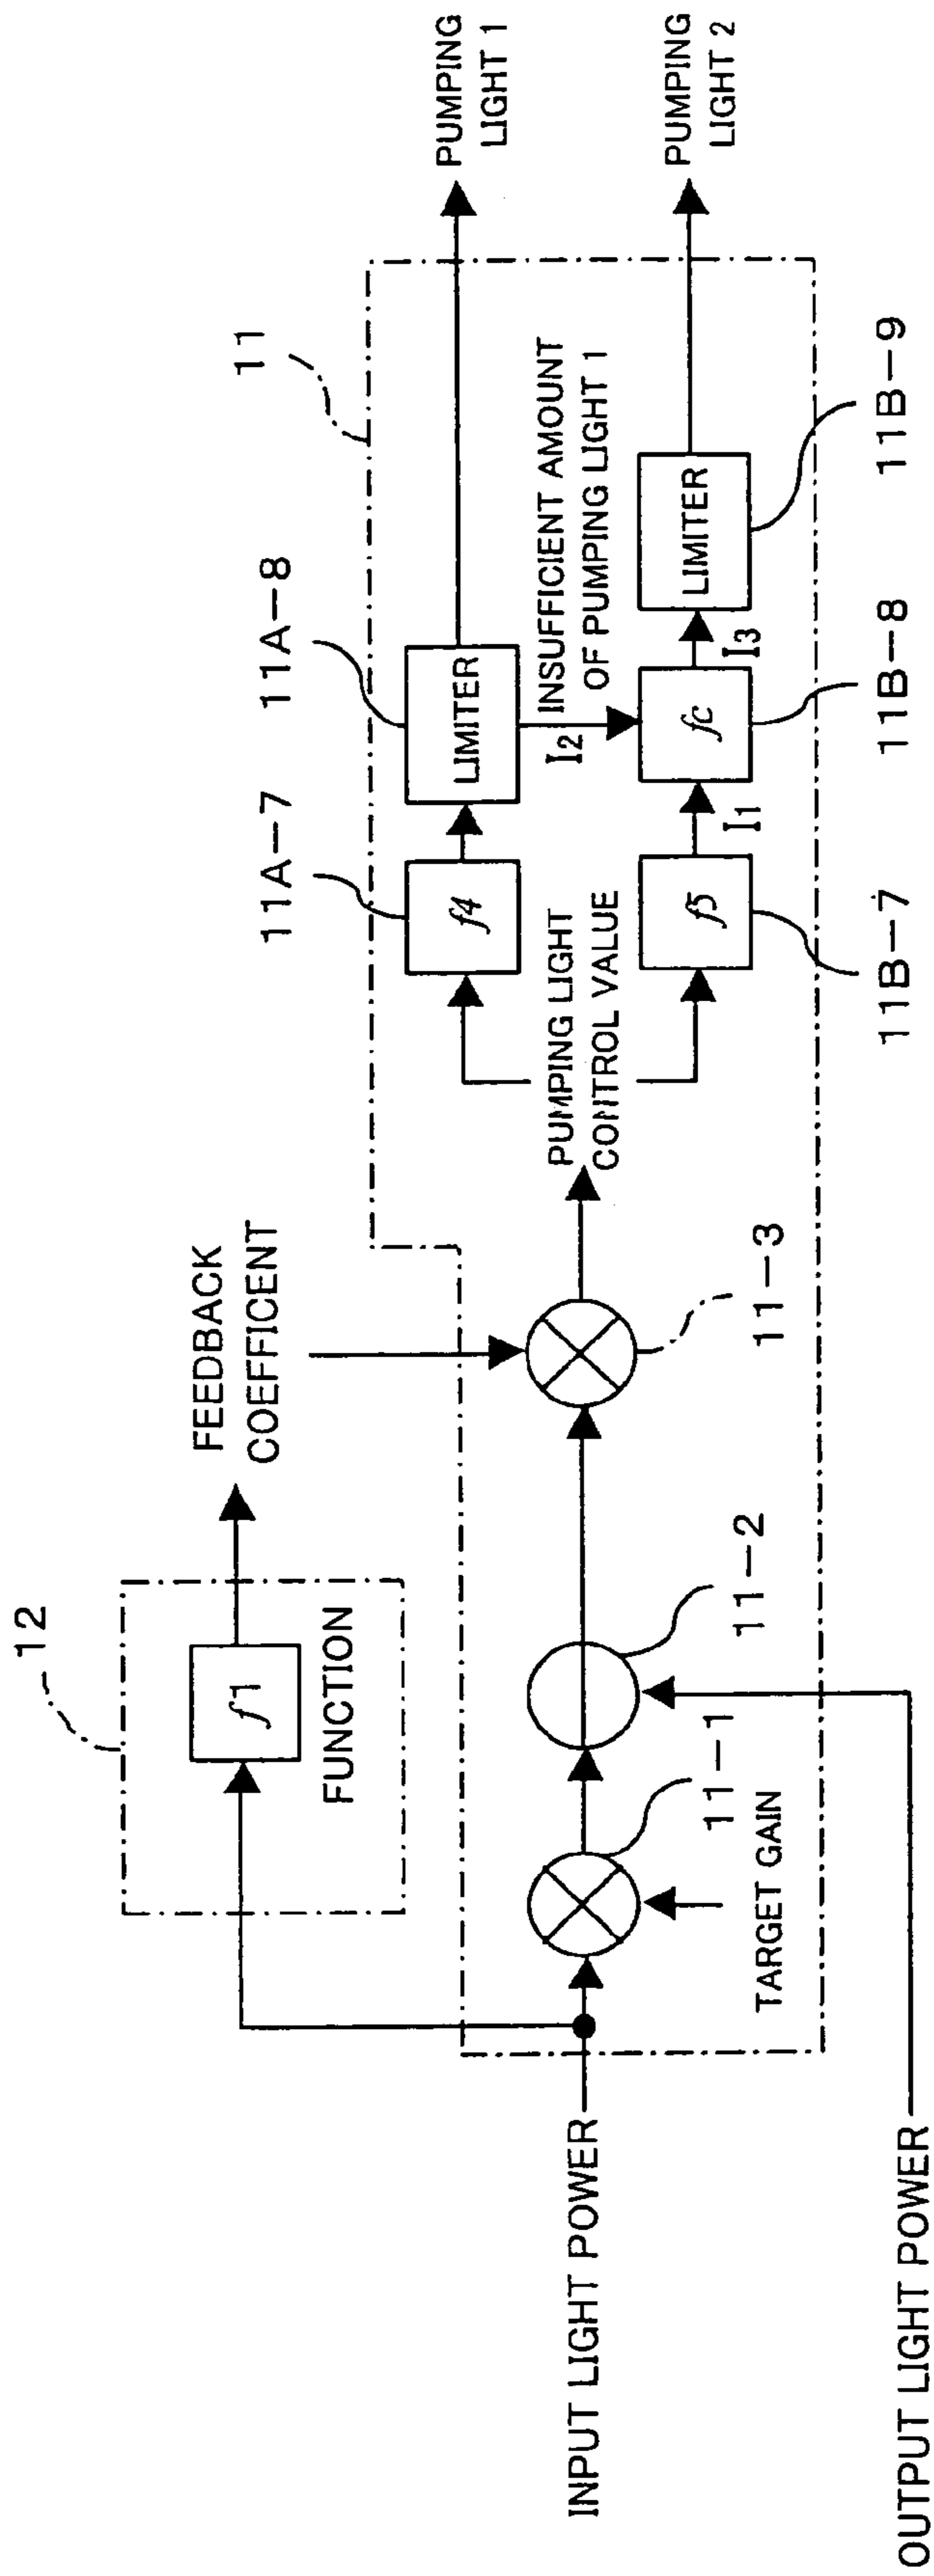 12
f1
FUNCTION
FEEDBACK
COEFFICENT
11
INPUT LIGHT POWER
TARGET GAIN
11-1
11-2
11-3
OUTPUT LIGHT POWER
PUMPING LIGHT
CONTROL VALUE
11A-7
f4
11A-8
LIMITER
I2
INSUFFICIENT AMOUNT
OF PUMPING LIGHT 1
f5
11B-7
I1
fc
11B-8
I3
LIMITER
11B-9
PUMPING
LIGHT 1
PUMPING
LIGHT 2